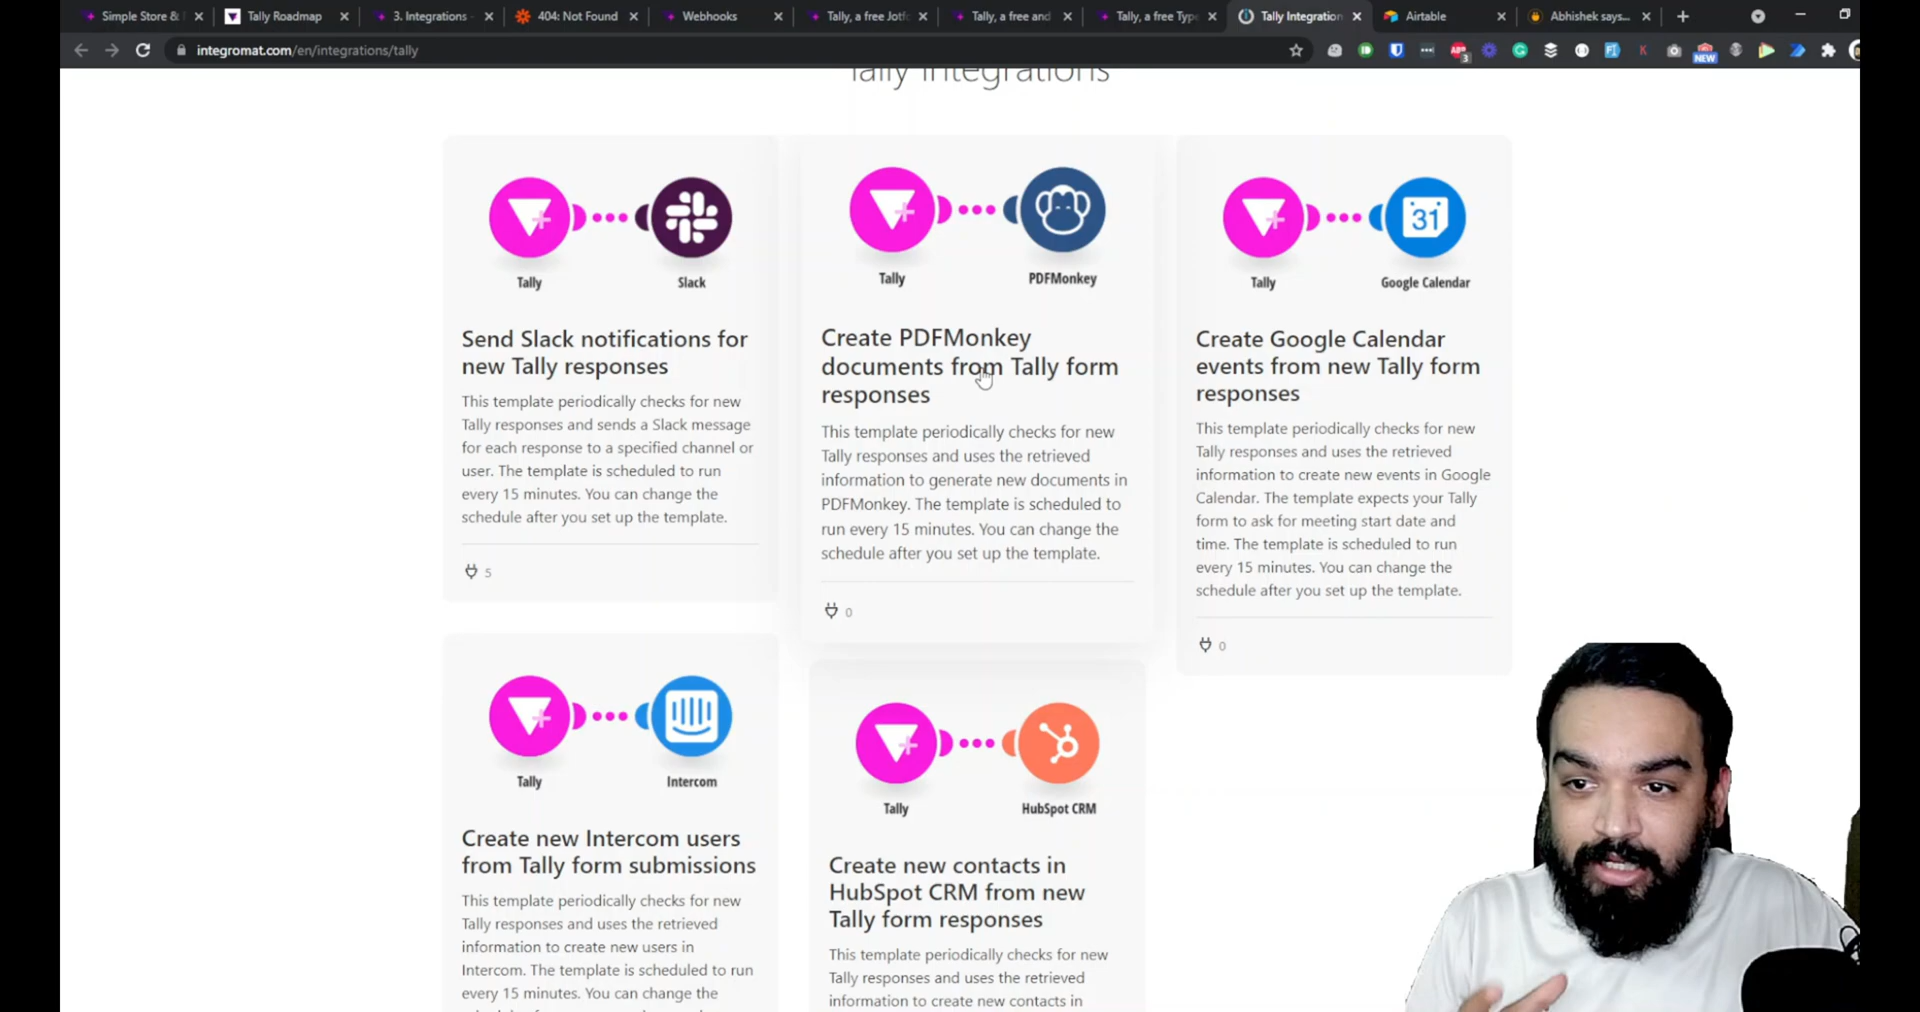 Simple Store &
Tally Roadmap
3. Integrations
404: Not Found
Webhooks
Tally, a free Jotf
Tally, a free and
Tally, a free Type
Tally Integration
Airtable
Abhishek says...
integromat.com/en/integrations/tally
3
NEW
Tally Integrations
Tally
Slack
Send Slack notifications for
new Tally responses
This template periodically checks for new
Tally responses and sends a Slack message
for each response to a specified channel or
user. The template is scheduled to run
every 15 minutes. You can change the
schedule after you set up the template.
5
Tally
PDFMonkey
Create PDFMonkey
documents from Tally form
responses
This template periodically checks for new
Tally responses and uses the retrieved
information to generate new documents in
PDFMonkey. The template is scheduled to
run every 15 minutes. You can change the
schedule after you set up the template.
0
31
Tally
Google Calendar
Create Google Calendar
events from new Tally form
responses
This template periodically checks for new
Tally responses and uses the retrieved
information to create new events in Google
Calendar. The template expects your Tally
form to ask for meeting start date and
time. The template is scheduled to run
every 15 minutes. You can change the
schedule after you set up the template.
0
Tally
Intercom
Create new Intercom users
from Tally form submissions
This template periodically checks for new
Tally responses and uses the retrieved
information to create new users in
Intercom. The template is scheduled to run
every 15 minutes. You can change the
Tally
HubSpot CRM
Create new contacts in
HubSpot CRM from new
Tally form responses
This template periodically checks for new
Tally responses and uses the retrieved
information to create new contacts in